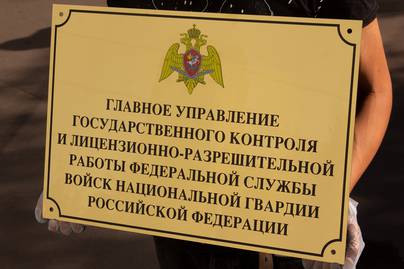 ГЛАВНОЕ УПРАВЛЕНИЕ
ГОСУДАРСТВЕННОГО КОНТРОЛЯ
И ЛИЦЕНЗИОННО-РАЗРЕШИТЕЛЬНОЙ
РАБОТЫ ФЕДЕРАЛЬНОЙ СЛУЖБЫ
ВОЙСК НАЦИОНАЛЬНОЙ ГВАРДИИ
РОССИЙСКОЙ ФЕДЕРАЦИИ